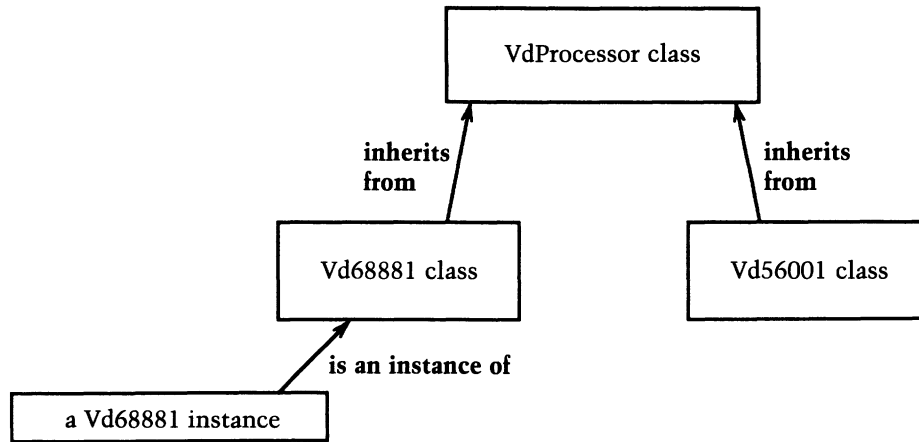 VdProcessor class
inherits
from
inherits
from
Vd68881 class
Vd56001 class
is an instance of
a Vd68881 instance